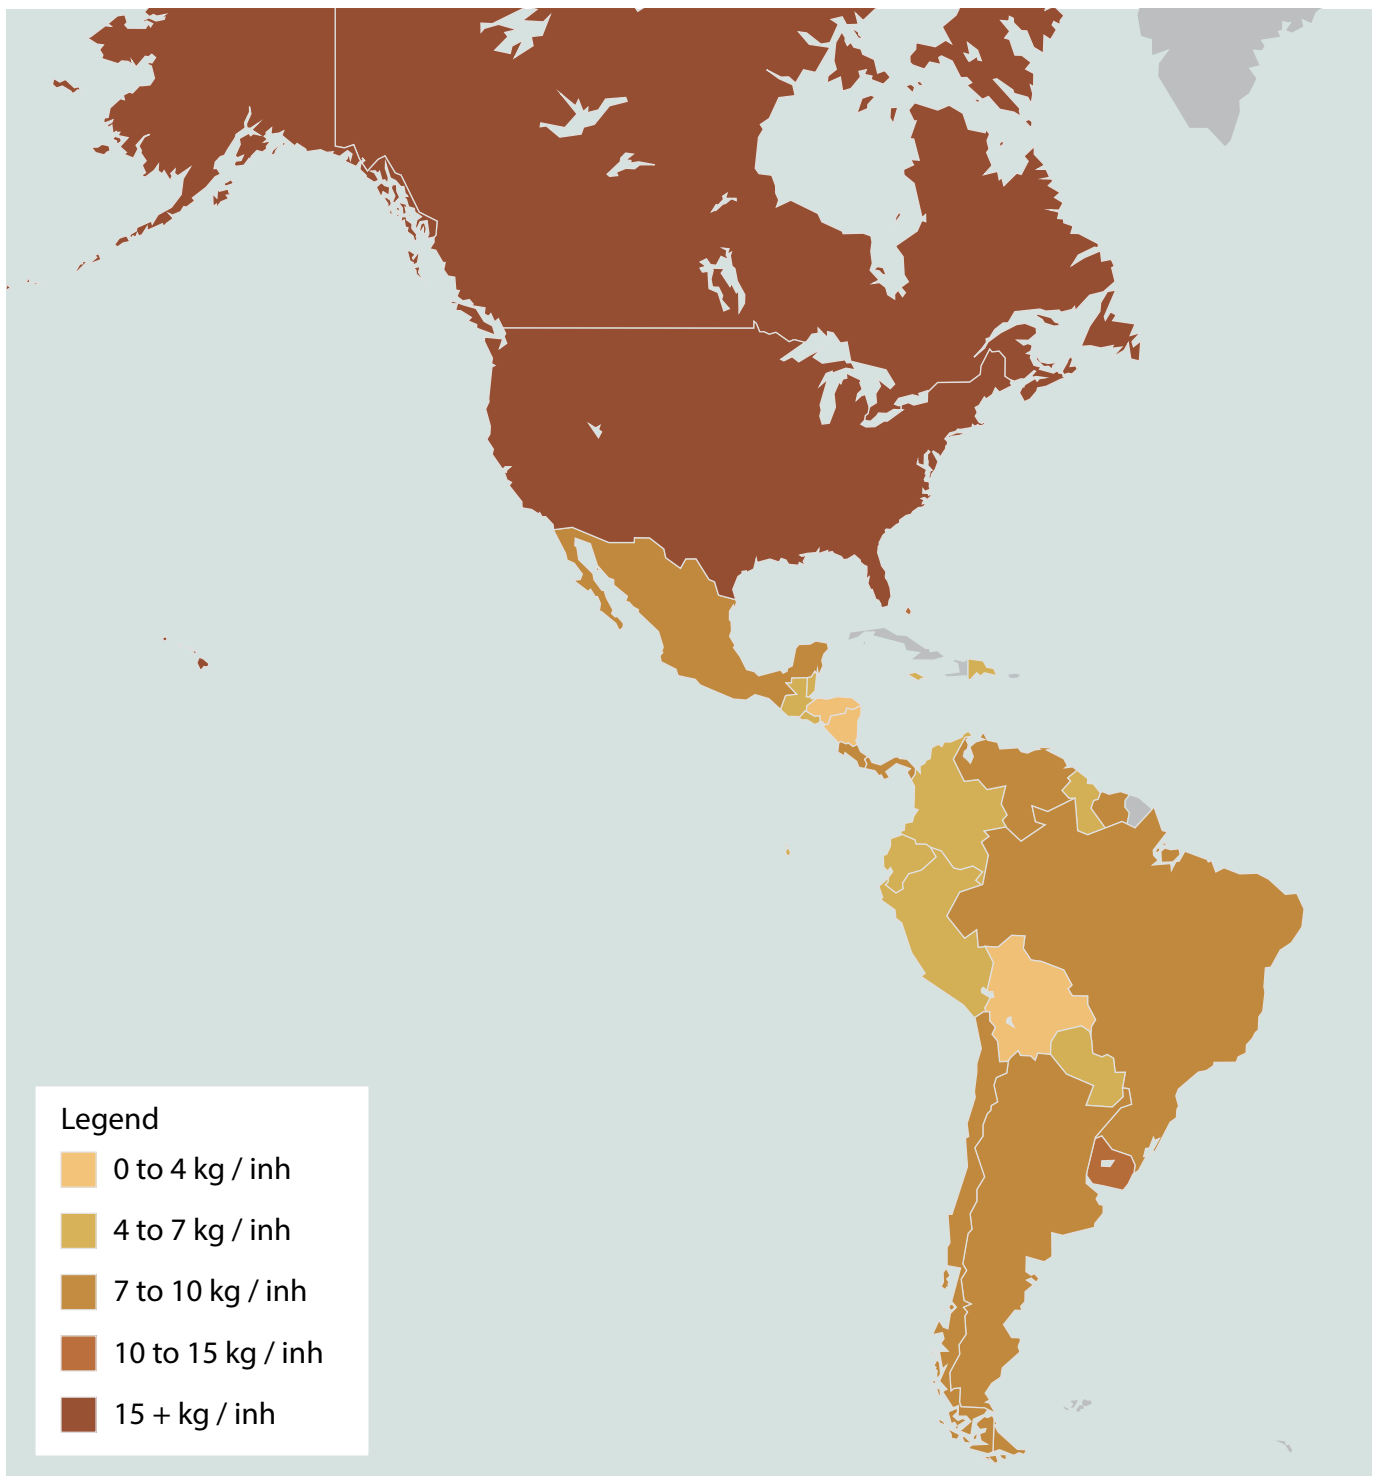 Legend
0 to 4 kg / inh
4 to 7 kg / inh
7 to 10 kg / inh
10 to 15 kg / inh
15 + kg / inh